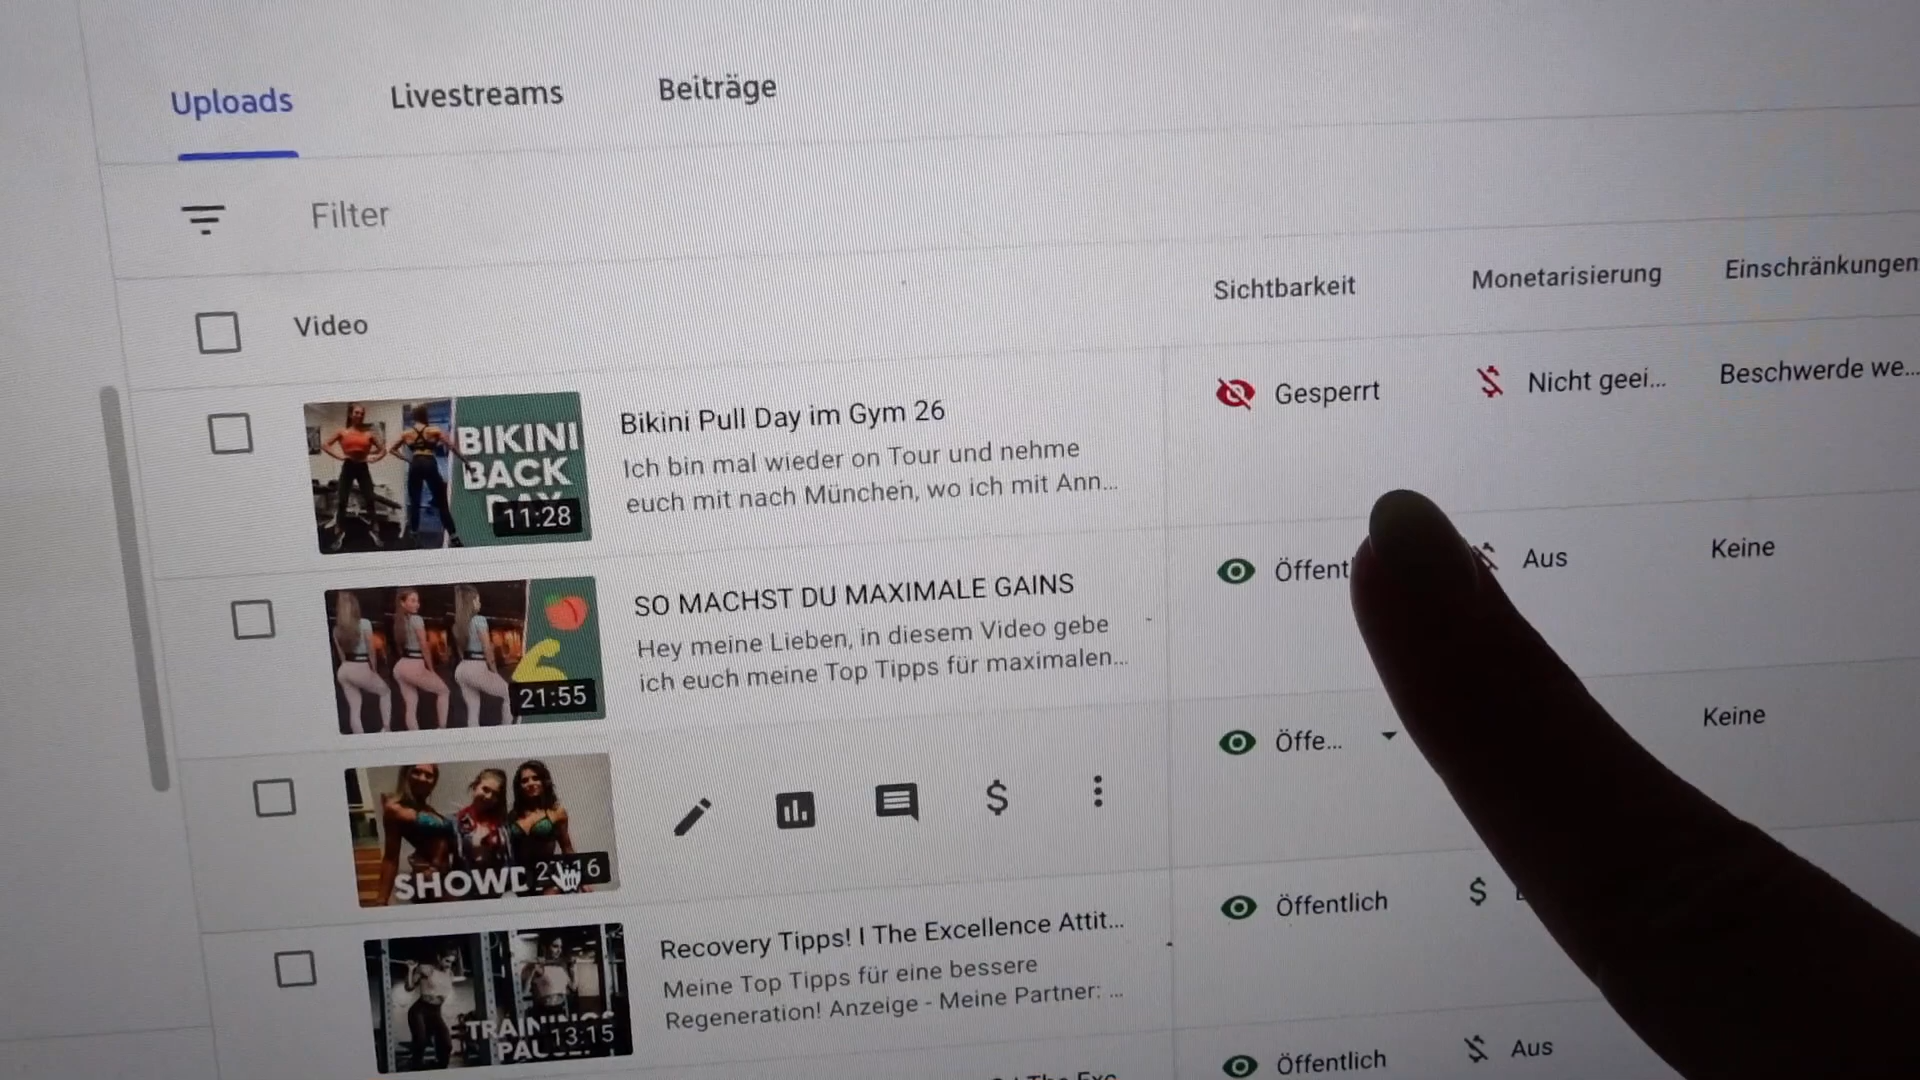 Uploads Livestreams Beiträge
Filter
Video Sichtbarkeit Monetarisierung Einschränkungen
BIKINI
BACK
DAY
11:28
Bikini Pull Day im Gym 26
Ich bin mal wieder on Tour und nehme
euch mit nach München, wo ich mit Ann...
Gesperrt Nicht geei... Beschwerde we...
21:55
SO MACHST DU MAXIMALE GAINS
Hey meine Lieben, in diesem Video gebe
ich euch meine Top Tipps für maximalen...
Öffentl Aus Keine
SHOWD
Öffe... Keine
13:15
Recovery Tipps! I The Excellence Attit...
Meine Top Tipps für eine bessere
Regeneration! Anzeige - Meine Partner: ...
Öffentlich $
Öffentlich Aus